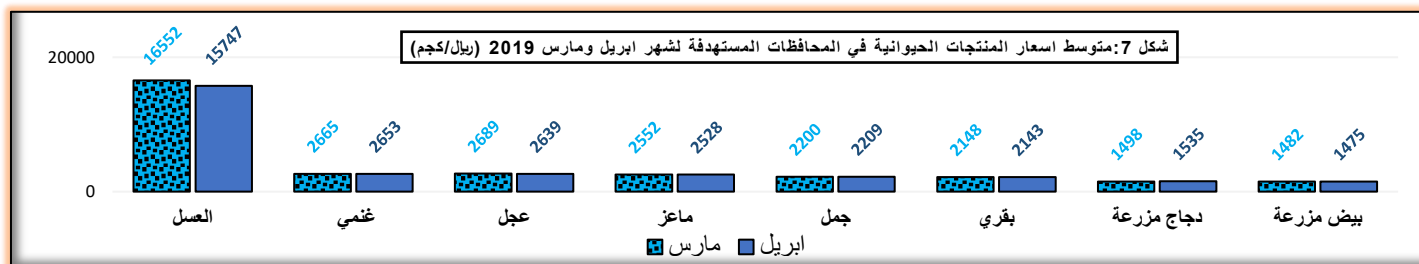 شكل 7:متوسط اسعار المنتجات الحيوانية في المحافظات المستهدفة لشهر ابريل ومارس 2019 (ريال/كجم)
20000
0
16552 15747 2665 2653 2689 2639 2552 2528 2200 2209 2148 2143 1498 1535 1482 1475
العسل غنمي عجل ماعز جمل بقري دجاج مزرعة بيض مزرعة
مارس ابريل